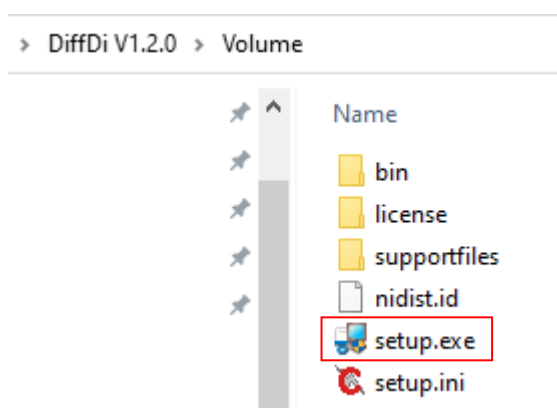 > DiffDi V1.2.0 > Volume
Name
bin
license
supportfiles
nidist.id
setup.exe
setup.ini